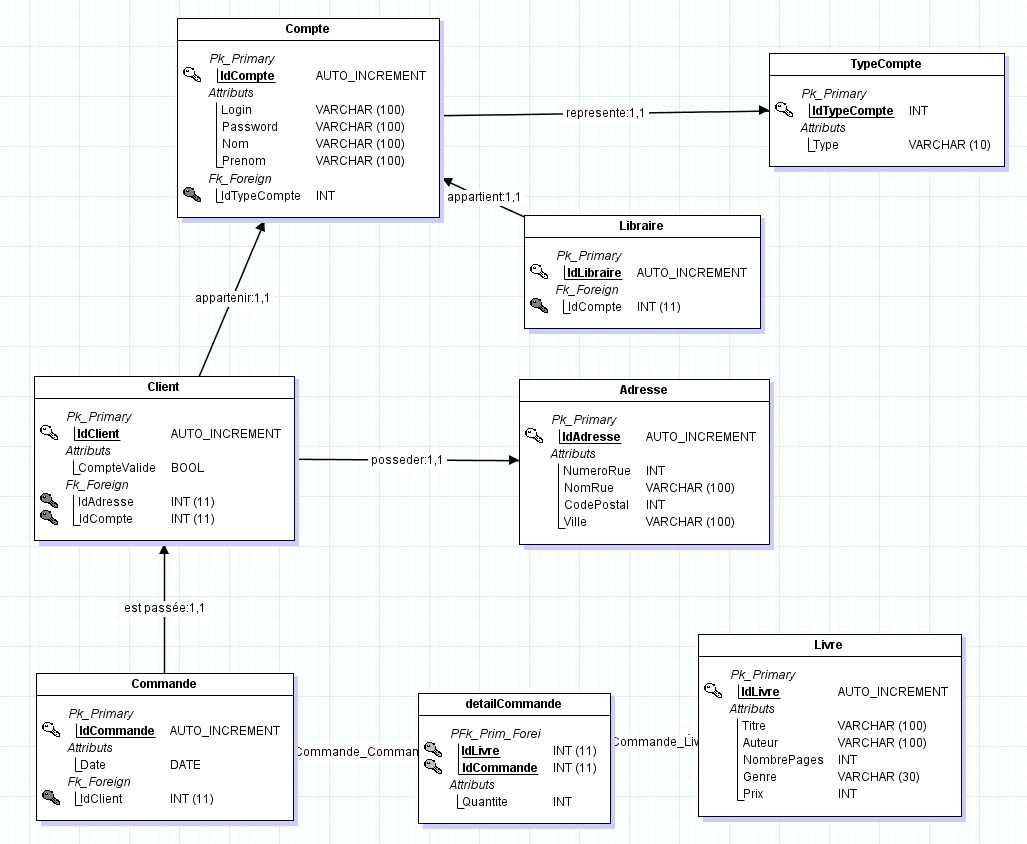 Compte
Pk_Primary
IdCompte AUTO_INCREMENT
Attributs
Login VARCHAR (100)
Password VARCHAR (100)
Nom VARCHAR (100)
Prenom VARCHAR (100)
Fk_Foreign
IdTypeCompte INT
represente:1,1
TypeCompte
Pk_Primary
IdTypeCompte INT
Attributs
Type VARCHAR (10)
appartient:1,1
Libraire
Pk_Primary
IdLibraire AUTO_INCREMENT
Fk_Foreign
IdCompte INT (11)
appartenir:1,1
Client
Pk_Primary
IdClient AUTO_INCREMENT
Attributs
CompteValide BOOL
Fk_Foreign
IdAdresse INT (11)
IdCompte INT (11)
posseder:1,1
Adresse
Pk_Primary
IdAdresse AUTO_INCREMENT
Attributs
NumeroRue INT
NomRue VARCHAR (100)
CodePostal INT
Ville VARCHAR (100)
est passée:1,1
Commande
Pk_Primary
IdCommande AUTO_INCREMENT
Attributs
Date DATE
Fk_Foreign
IdClient INT (11)
Commande_Comman
detailCommande
PFk_Prim_Forei
IdLivre INT (11)
IdCommande INT (11)
Attributs
Quantite INT
Commande_Liv
Livre
Pk_Primary
IdLivre AUTO_INCREMENT
Attributs
Titre VARCHAR (100)
Auteur VARCHAR (100)
NombrePages INT
Genre VARCHAR (30)
Prix INT